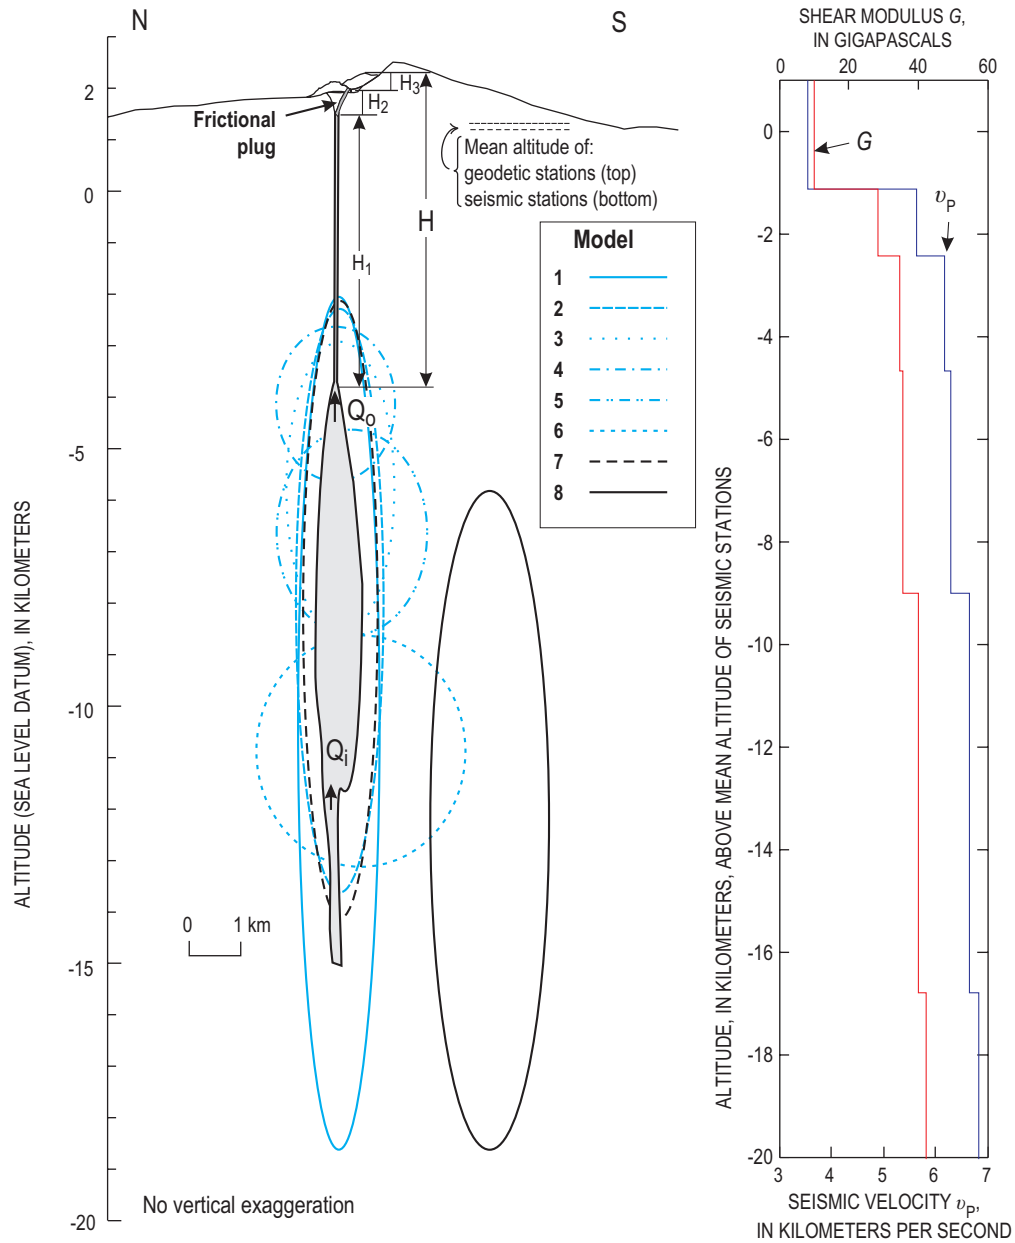 N
S
H3
H2
Frictional
plug
Mean altitude of:
geodetic stations (top)
seismic stations (bottom)
H
H1
Model
1
2
3
4
5
6
7
8
Qo
Qi
0 1 km
No vertical exaggeration
ALTITUDE (SEA LEVEL DATUM), IN KILOMETERS
2
0
-5
-10
-15
-20
SHEAR MODULUS G,
IN GIGAPASCALS
0 20 40 60
G
υP
ALTITUDE, IN KILOMETERS, ABOVE MEAN ALTITUDE OF SEISMIC STATIONS
0
-2
-4
-6
-8
-10
-12
-14
-16
-18
-20
3 4 5 6 7
SEISMIC VELOCITY υP,
IN KILOMETERS PER SECOND